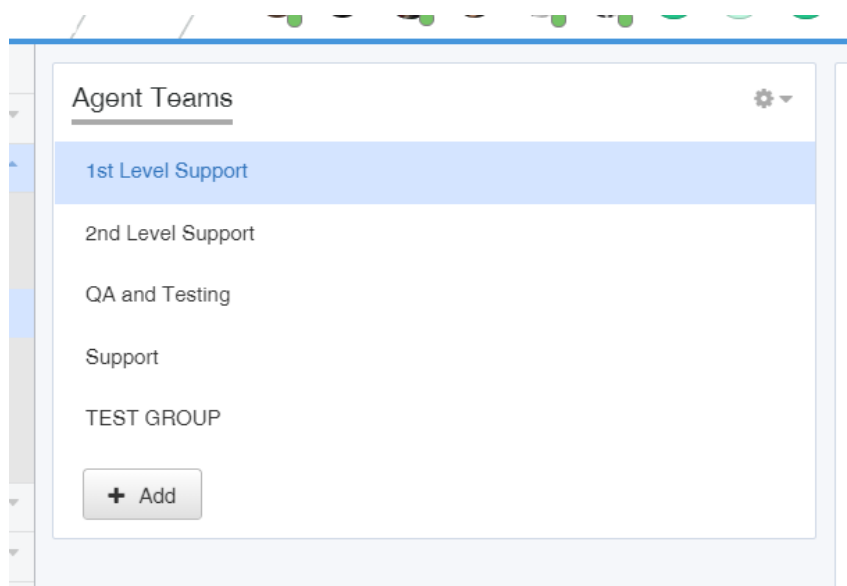 Agent Teams
1st Level Support
2nd Level Support
QA and Testing
Support
TEST GROUP
Add